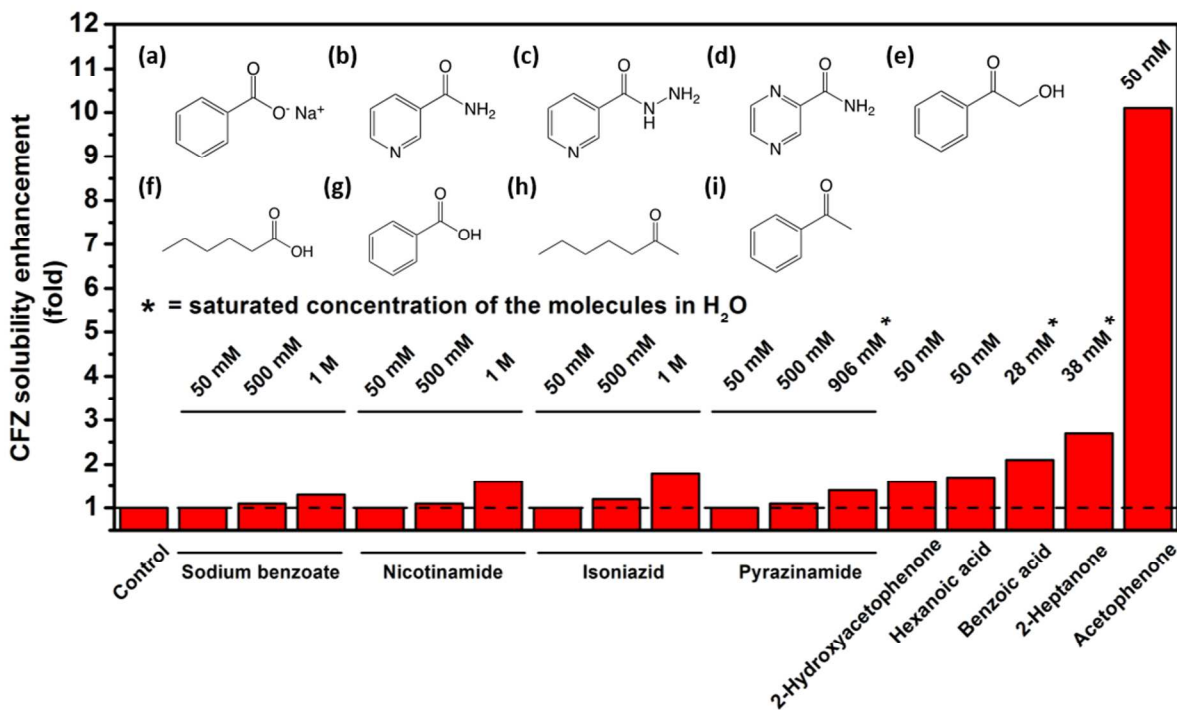 CFZ solubility enhancement
(fold)
12
11
10
9
8
7
6
5
4
3
2
1
(a)
O
O⁻ Na⁺
(b)
O
NH₂
N
(c)
O
NH₂
N
H
N
(d)
N
O
NH₂
N
(e)
O
OH
(f)
O
OH
(g)
O
OH
(h)
O
(i)
O
* = saturated concentration of the molecules in H₂O
50 mM
500 mM
1 M
50 mM
500 mM
1 M
50 mM
500 mM
1 M
50 mM
500 mM
906 mM*
50 mM
50 mM
28 mM*
38 mM*
50 mM
Control
Sodium benzoate
Nicotinamide
Isoniazid
Pyrazinamide
2-Hydroxyacetophenone
Hexanoic acid
Benzoic acid
2-Heptanone
Acetophenone